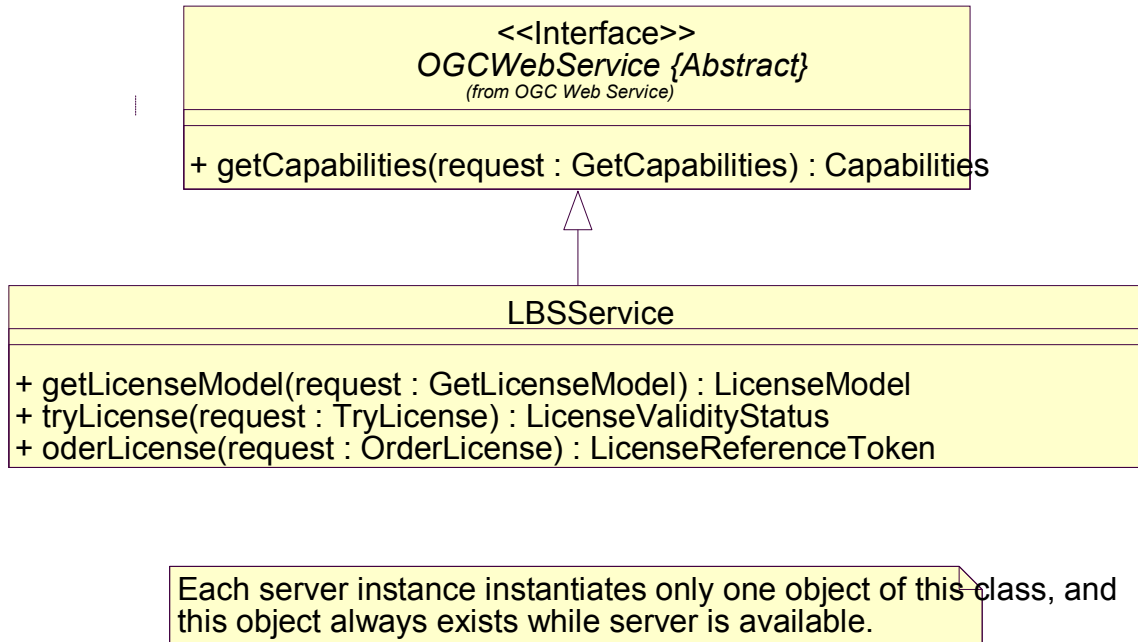 <<Interface>>
OGCWebService {Abstract}
(from OGC Web Service)
+ getCapabilities(request : GetCapabilities) : Capabilities
LBSService
+ getLicenseModel(request : GetLicenseModel) : LicenseModel
+ tryLicense(request : TryLicense) : LicenseValidityStatus
+ oderLicense(request : OrderLicense) : LicenseReferenceToken
Each server instance instantiates only one object of this class, and
this object always exists while server is available.